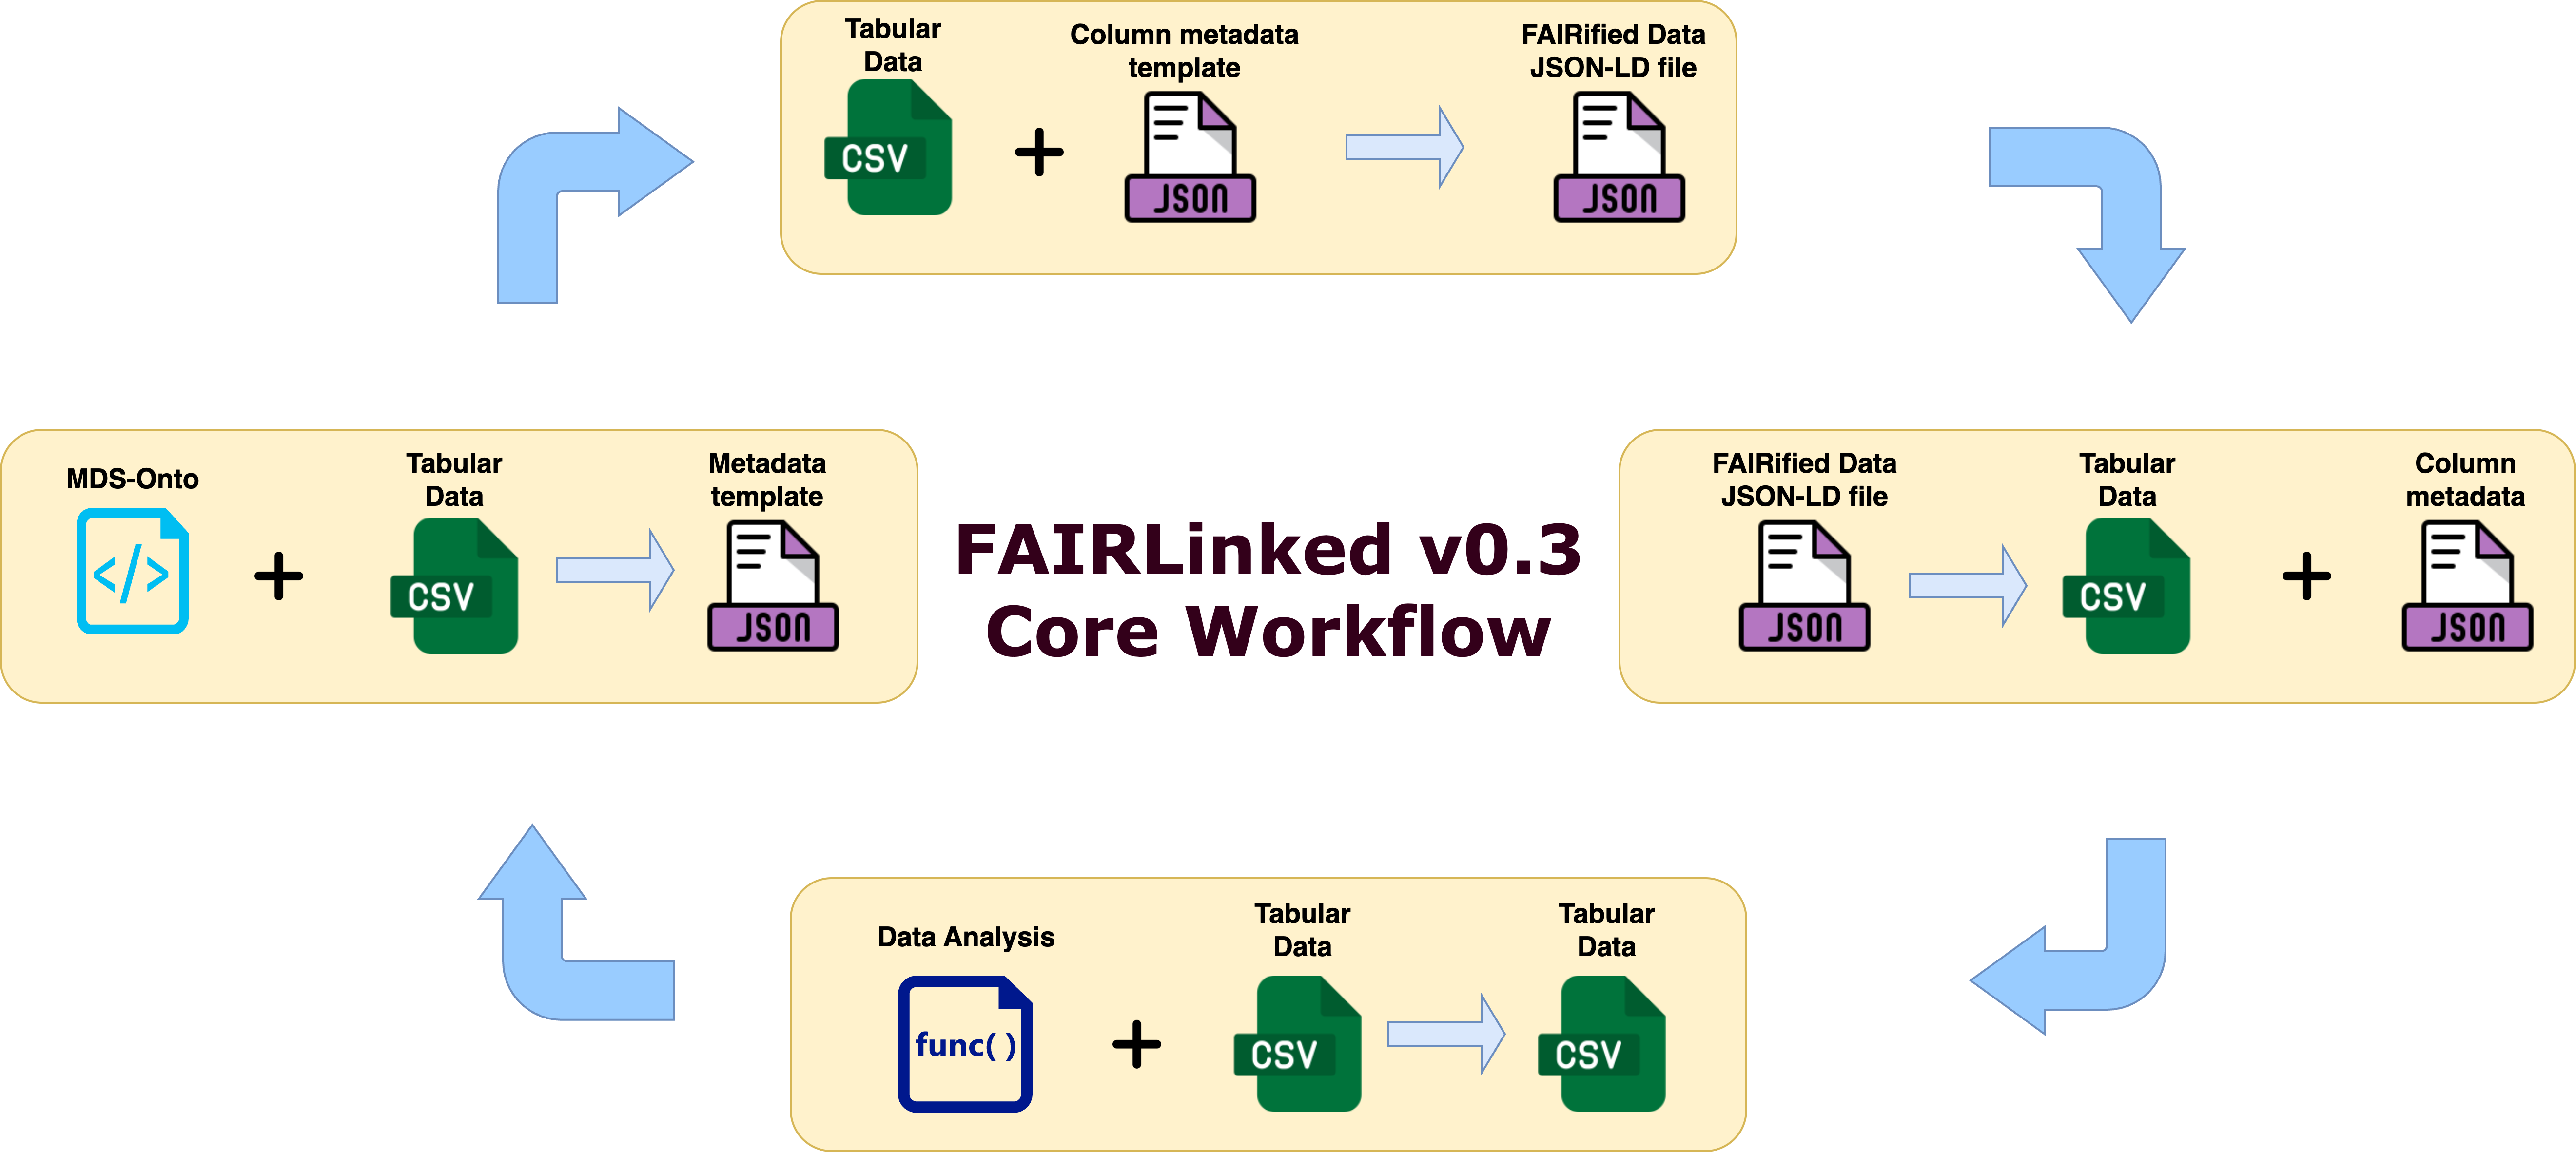 Tabular
Data
Column metadata
template
FAIRified Data
JSON-LD file
CSV
JSON
JSON
MDS-Onto
Tabular
Data
Metadata
template
</>
CSV
JSON
FAIRLinked v0.3
Core Workflow
FAIRified Data
JSON-LD file
Tabular
Data
Column
metadata
JSON
CSV
JSON
Data Analysis
Tabular
Data
Tabular
Data
func( )
CSV
CSV